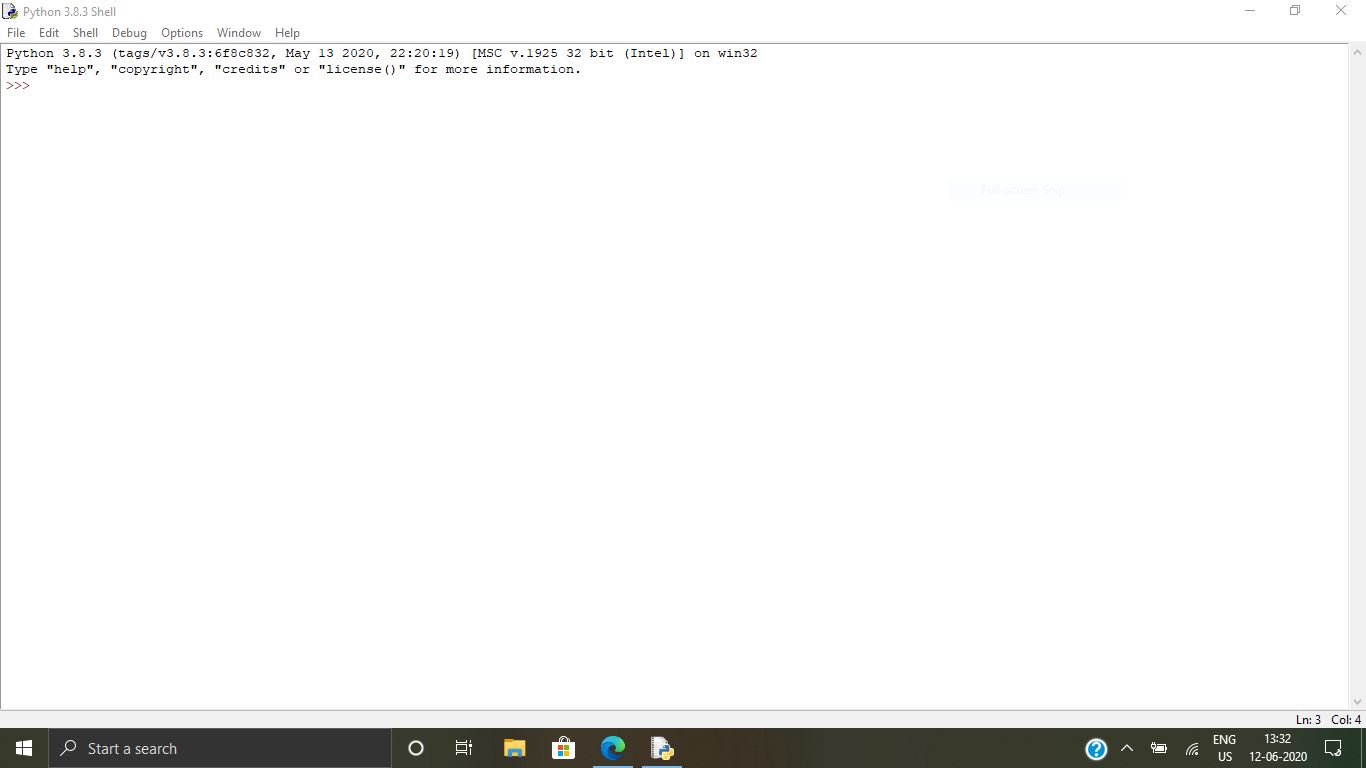 Python 3.8.3 Shell
File Edit Shell Debug Options Window Help
Python 3.8.3 (tags/v3.8.3:6f8c832, May 13 2020, 22:20:19) [MSC v.1925 32 bit (Intel)] on win32
Type "help", "copyright", "credits" or "license()" for more information.
>>>
Full-screen Snip
Ln: 3 Col: 4
Start a search
ENG
US
13:32
12-06-2020